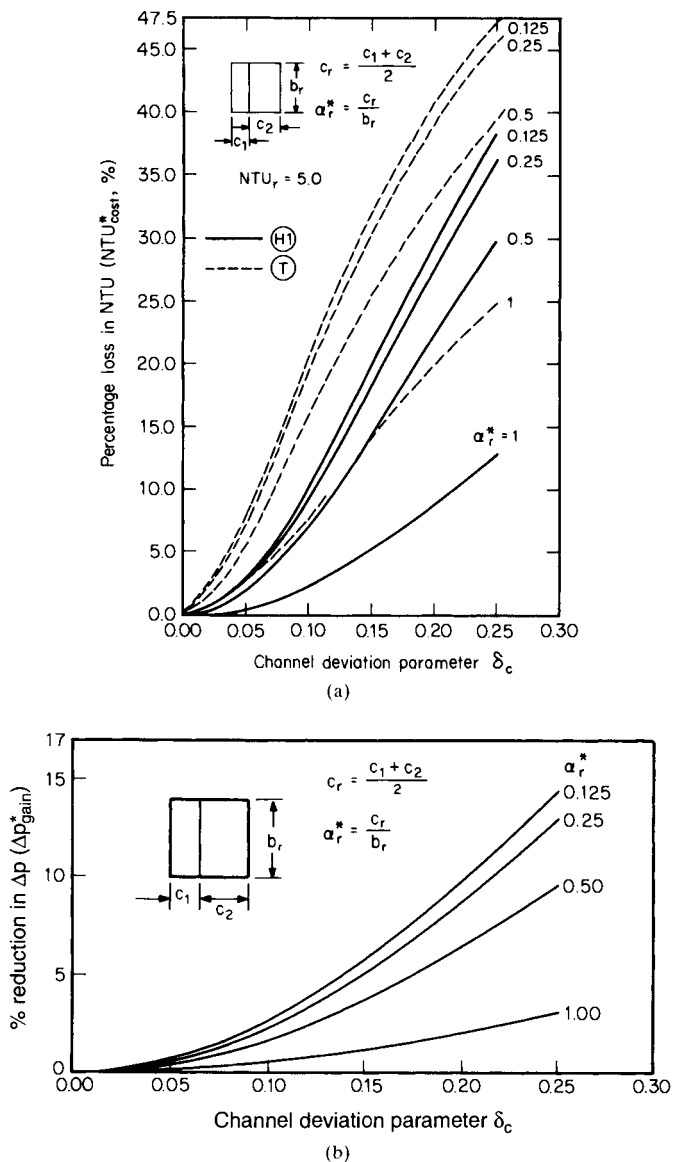 47.5
40.0
35.0
30.0
25.0
20.0
15.0
10.0
5.0
0.0
Percentage loss in NTU (NTU*cost, %)
c1
c2
br
cr = (c1 + c2)/2
α*r = cr/br
NTUr = 5.0
H1
T
0.125
0.25
0.5
0.125
0.25
0.5
1
α*r = 1
0.00 0.05 0.10 0.15 0.20 0.25 0.30
Channel deviation parameter δc
(a)
17
15
10
5
0
% reduction in Δp (Δp*gain)
c1
c2
br
cr = (c1 + c2)/2
α*r = cr/br
α*r
0.125
0.25
0.50
1.00
0.00 0.05 0.10 0.15 0.20 0.25 0.30
Channel deviation parameter δc
(b)